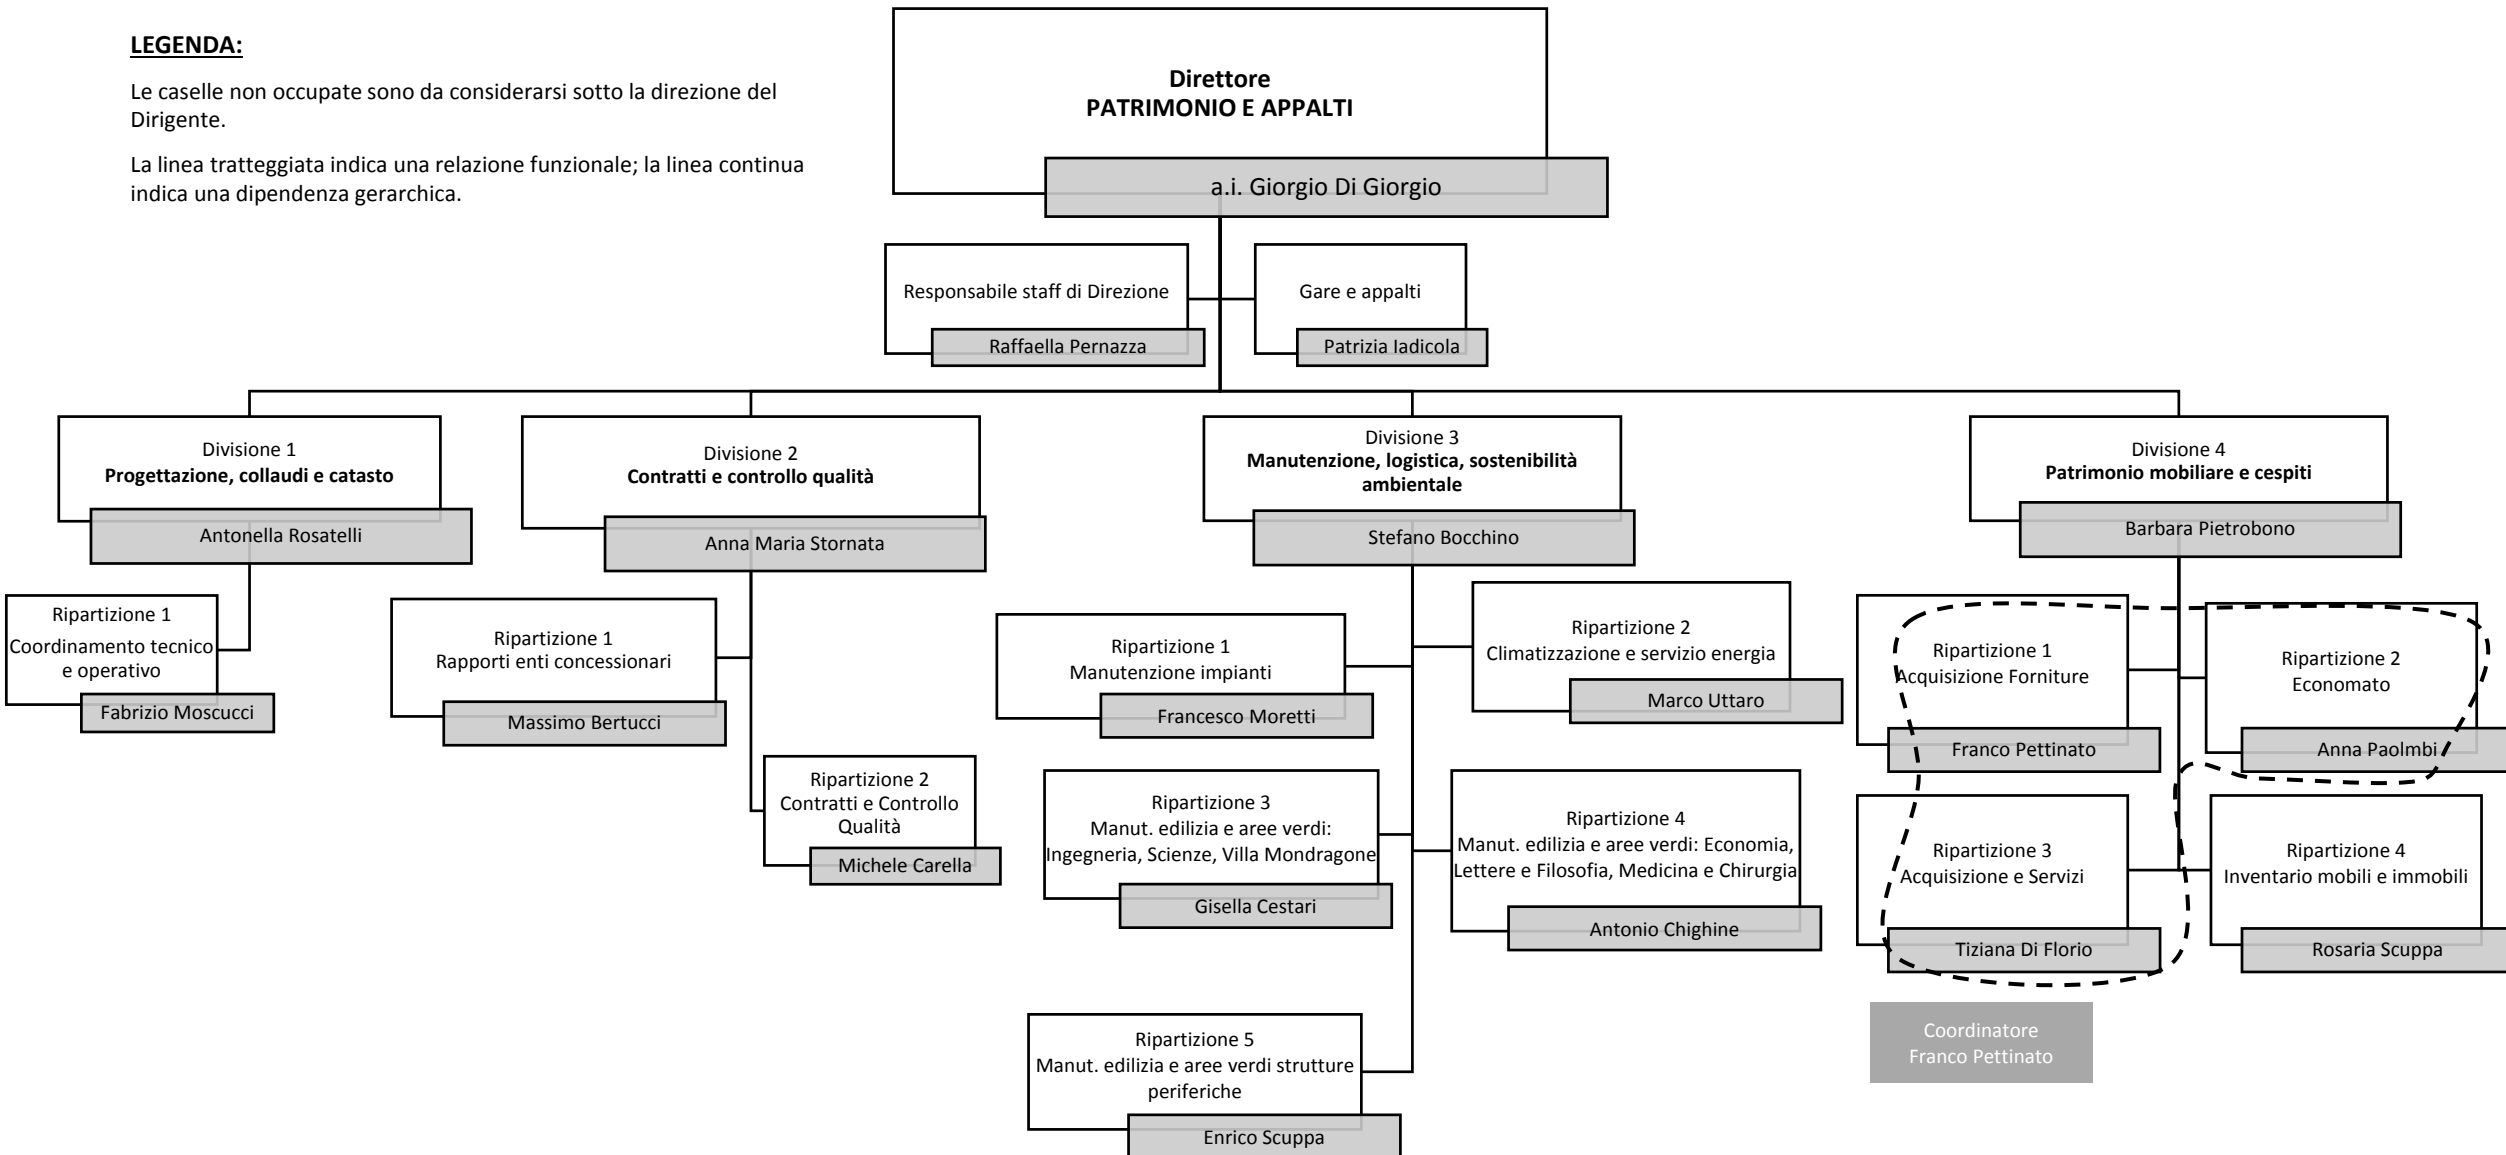 LEGENDA:
Le caselle non occupate sono da considerarsi sotto la direzione del
Dirigente.
La linea tratteggiata indica una relazione funzionale; la linea continua
indica una dipendenza gerarchica.
Direttore
PATRIMONIO E APPALTI
a.i. Giorgio Di Giorgio
Responsabile staff di Direzione
Raffaella Pernazza
Gare e appalti
Patrizia Iadicola
Divisione 1
Progettazione, collaudi e catasto
Antonella Rosatelli
Divisione 2
Contratti e controllo qualità
Anna Maria Stornata
Divisione 3
Manutenzione, logistica, sostenibilità
ambientale
Stefano Bocchino
Divisione 4
Patrimonio mobiliare e cespiti
Barbara Pietrobono
Ripartizione 1
Coordinamento tecnico
e operativo
Fabrizio Moscucci
Ripartizione 1
Rapporti enti concessionari
Massimo Bertucci
Ripartizione 2
Contratti e Controllo
Qualità
Michele Carella
Ripartizione 1
Manutenzione impianti
Francesco Moretti
Ripartizione 2
Climatizzazione e servizio energia
Marco Uttaro
Ripartizione 3
Manut. edilizia e aree verdi:
Ingegneria, Scienze, Villa Mondragone
Gisella Cestari
Ripartizione 4
Manut. edilizia e aree verdi: Economia,
Lettere e Filosofia, Medicina e Chirurgia
Antonio Chighine
Ripartizione 5
Manut. edilizia e aree verdi strutture
periferiche
Enrico Scuppa
Ripartizione 1
Acquisizione Forniture
Franco Pettinato
Ripartizione 2
Economato
Anna Paolmbi
Ripartizione 3
Acquisizione e Servizi
Tiziana Di Florio
Ripartizione 4
Inventario mobili e immobili
Rosaria Scuppa
Coordinatore
Franco Pettinato